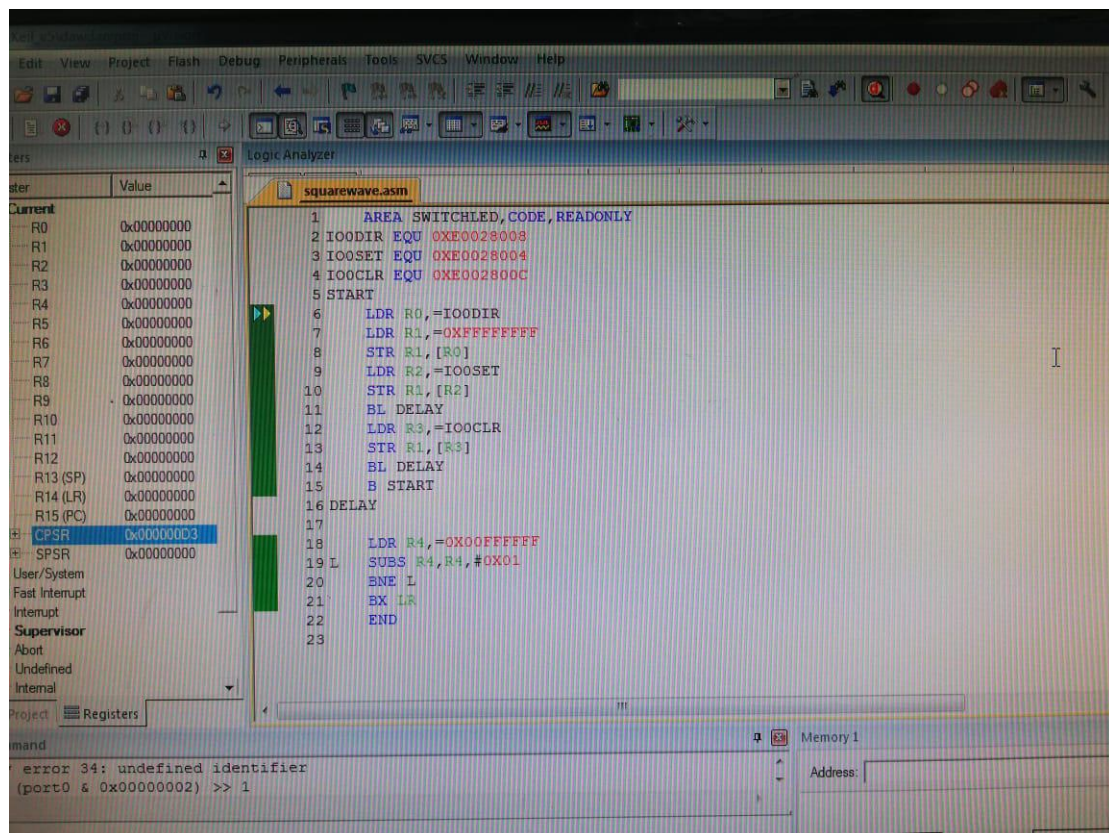 Edit View Project Flash Debug Peripherals Tools SVCS Window Help
Logic Analyzer
Value
squarewave.asm
Current
R0 0x00000000
R1 0x00000000
R2 0x00000000
R3 0x00000000
R4 0x00000000
R5 0x00000000
R6 0x00000000
R7 0x00000000
R8 0x00000000
R9 0x00000000
R10 0x00000000
R11 0x00000000
R12 0x00000000
R13 (SP) 0x00000000
R14 (LR) 0x00000000
R15 (PC) 0x00000000
CPSR 0x000000D3
SPSR 0x00000000
User/System
Fast Interrupt
Interrupt
Supervisor
Abort
Undefined
Internal
Project Registers
1 AREA SWITCHLED,CODE,READONLY
2 IO0DIR EQU 0XE0028008
3 IO0SET EQU 0XE0028004
4 IO0CLR EQU 0XE002800C
5 START
6 LDR R0,=IO0DIR
7 LDR R1,=0XFFFFFFFF
8 STR R1,[R0]
9 LDR R2,=IO0SET
10 STR R1,[R2]
11 BL DELAY
12 LDR R3,=IO0CLR
13 STR R1,[R3]
14 BL DELAY
15 B START
16 DELAY
17
18 LDR R4,=0X00FFFFFF
19 L SUBS R4,R4,#0X01
20 BNE L
21 BX LR
22 END
23
error 34: undefined identifier
(port0 & 0x00000002) >> 1
Memory 1
Address: